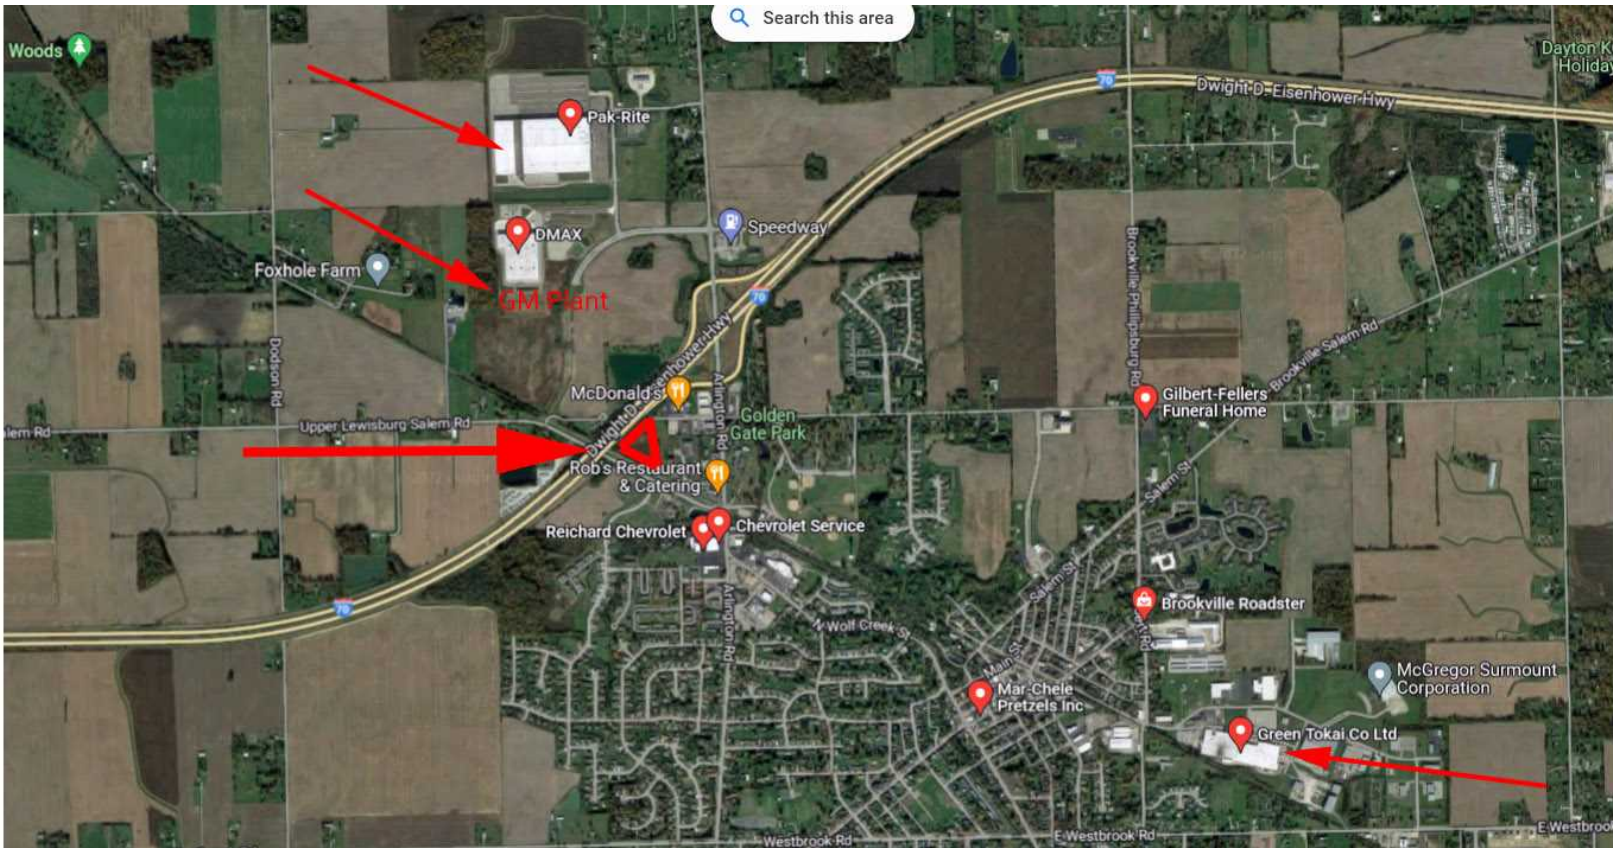 Search this area
Woods
Dayton K
Holiday
Dwight D. Eisenhower Hwy
70
Pak-Rite
Speedway
DMAX
Foxhole Farm
GM Plant
70
Dwight D. Eisenhower Hwy
Brookville Phillipsburg Rd
Brookville Salem Rd
Dodson Rd
McDonald's
Arlington Rd
Golden
Gate Park
Gilbert-Fellers
Funeral Home
Upper Lewisburg Salem Rd
alem Rd
Rob's Restaurant
& Catering
Salem St
Reichard Chevrolet
Chevrolet Service
Salem St
70
Arlington Rd
N Wolf Creek St
Brookville Roadster
rt Rd
Main St
McGregor Surmount
Corporation
Mar-Chele
Pretzels Inc
Green Tokai Co Ltd
Westbrook Rd
E Westbrook Rd
E Westbrook